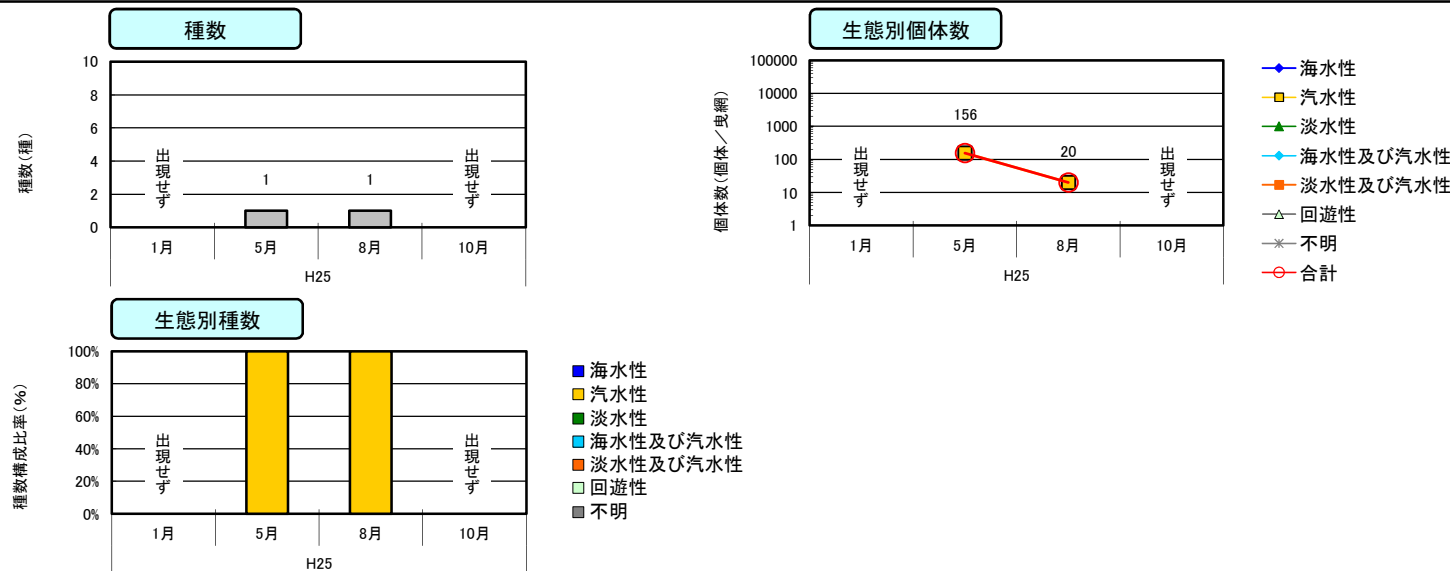 種数
種数(種)
10
8
6
4
2
0
出現せず
1
1
出現せず
1月 5月 8月 10月
H25
生態別個体数
個体数(個体／曳網)
100000
10000
1000
100
10
1
出現せず
156
20
出現せず
1月 5月 8月 10月
H25
海水性
汽水性
淡水性
海水性及び汽水性
淡水性及び汽水性
回遊性
不明
合計
生態別種数
種数構成比率(%)
100%
80%
60%
40%
20%
0%
出現せず
出現せず
1月 5月 8月 10月
H25
海水性
汽水性
淡水性
海水性及び汽水性
淡水性及び汽水性
回遊性
不明